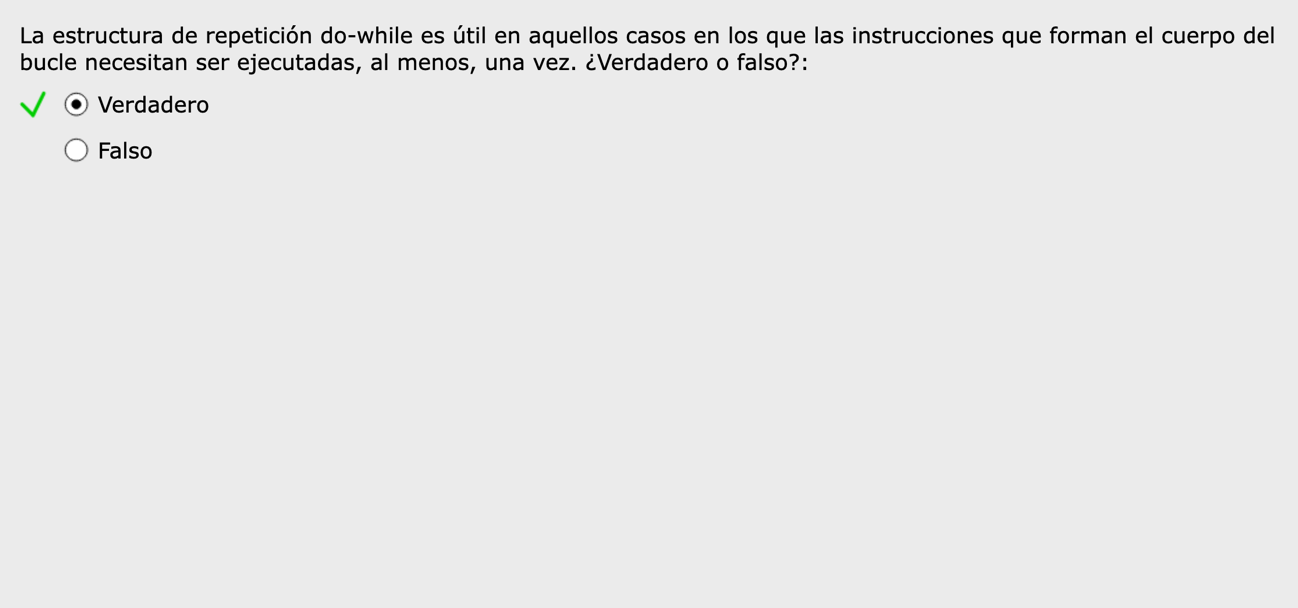 La estructura de repetición do-while es útil en aquellos casos en los que las instrucciones que forman el cuerpo del
bucle necesitan ser ejecutadas, al menos, una vez. ¿Verdadero o falso?:
Verdadero
Falso